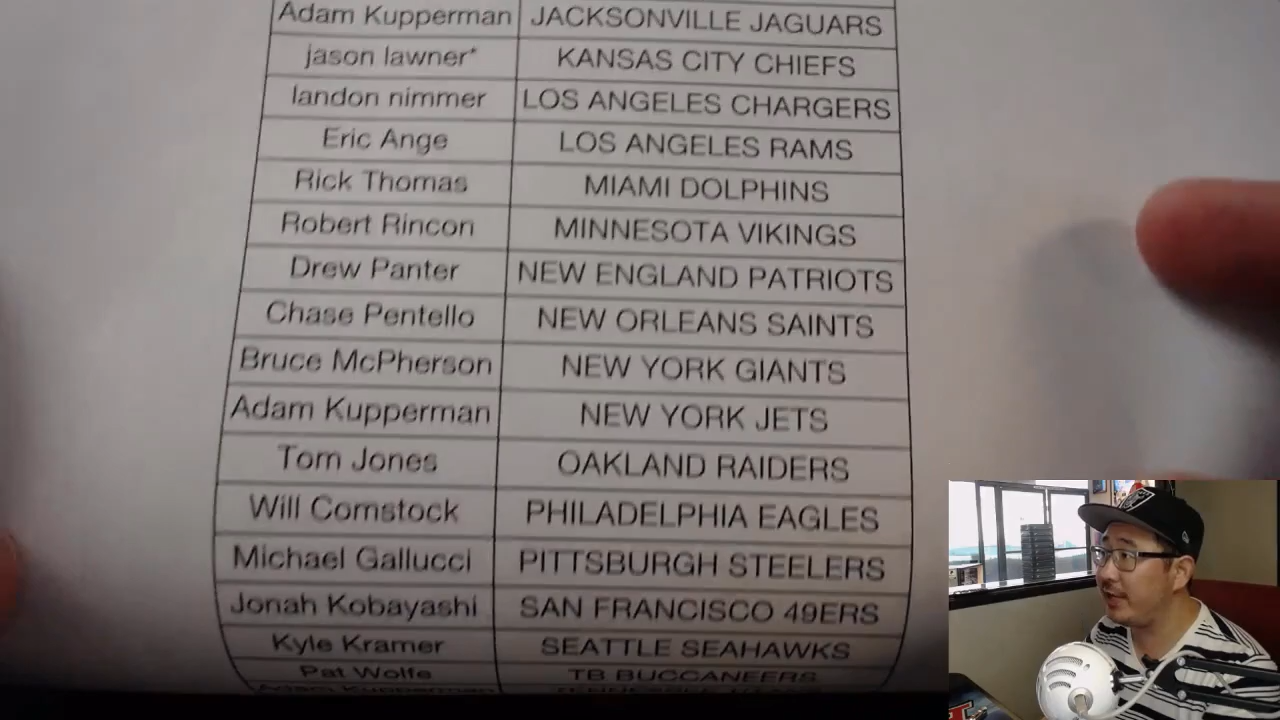 Adam Kupperman JACKSONVILLE JAGUARS
jason lawner* KANSAS CITY CHIEFS
landon nimmer LOS ANGELES CHARGERS
Eric Ange LOS ANGELES RAMS
Rick Thomas MIAMI DOLPHINS
Robert Rincon MINNESOTA VIKINGS
Drew Panter NEW ENGLAND PATRIOTS
Chase Pentello NEW ORLEANS SAINTS
Bruce McPherson NEW YORK GIANTS
Adam Kupperman NEW YORK JETS
Tom Jones OAKLAND RAIDERS
Will Comstock PHILADELPHIA EAGLES
Michael Gallucci PITTSBURGH STEELERS
Jonah Kobayashi SAN FRANCISCO 49ERS
Kyle Kramer SEATTLE SEAHAWKS
Pat Wolfe TB BUCCANEERS
Adam Kupperman